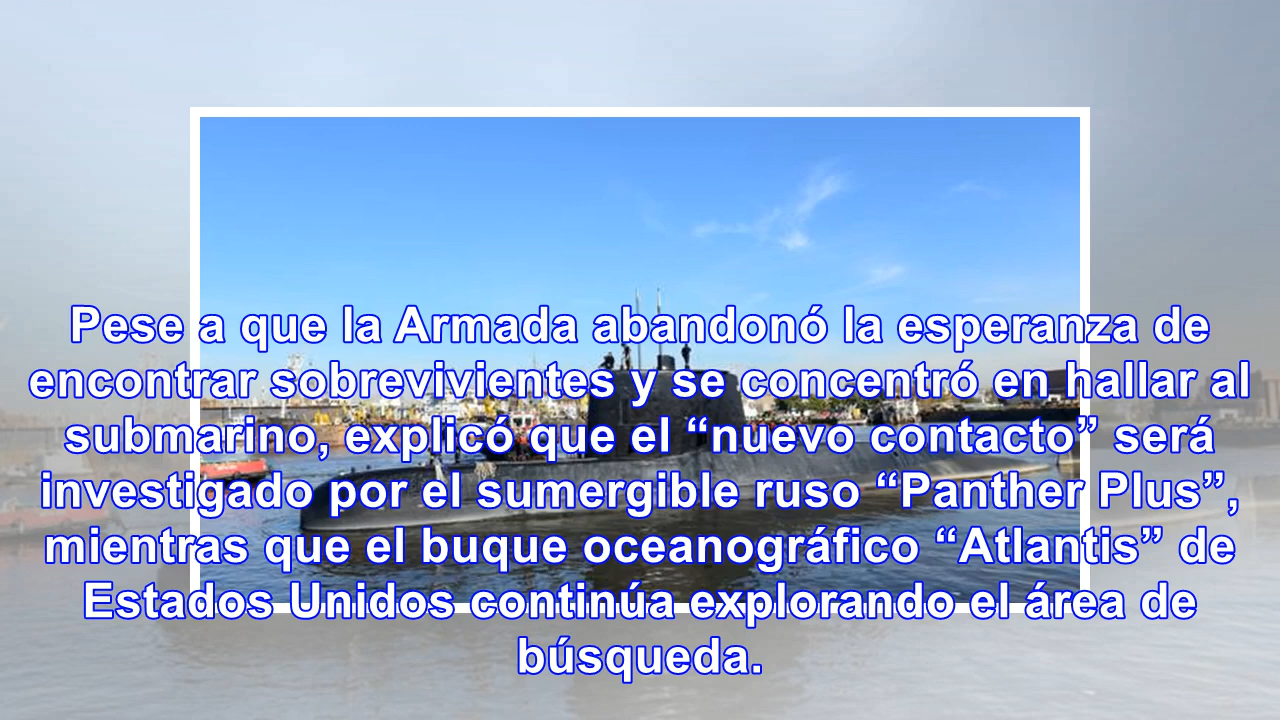 Pese a que la Armada abandonó la esperanza de
encontrar sobrevivientes y se concentró en hallar al
submarino, explicó que el “nuevo contacto” será
investigado por el sumergible ruso “Panther Plus”,
mientras que el buque oceanográfico “Atlantis” de
Estados Unidos continúa explorando el área de
búsqueda.